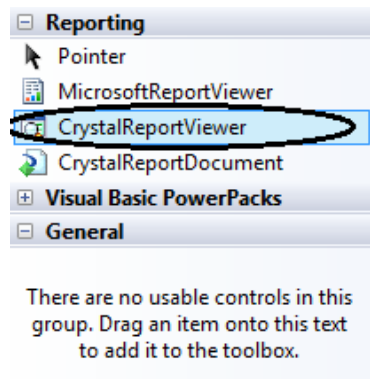 Reporting
Pointer
MicrosoftReportViewer
CrystalReportViewer
CrystalReportDocument
Visual Basic PowerPacks
General
There are no usable controls in this
group. Drag an item onto this text
to add it to the toolbox.